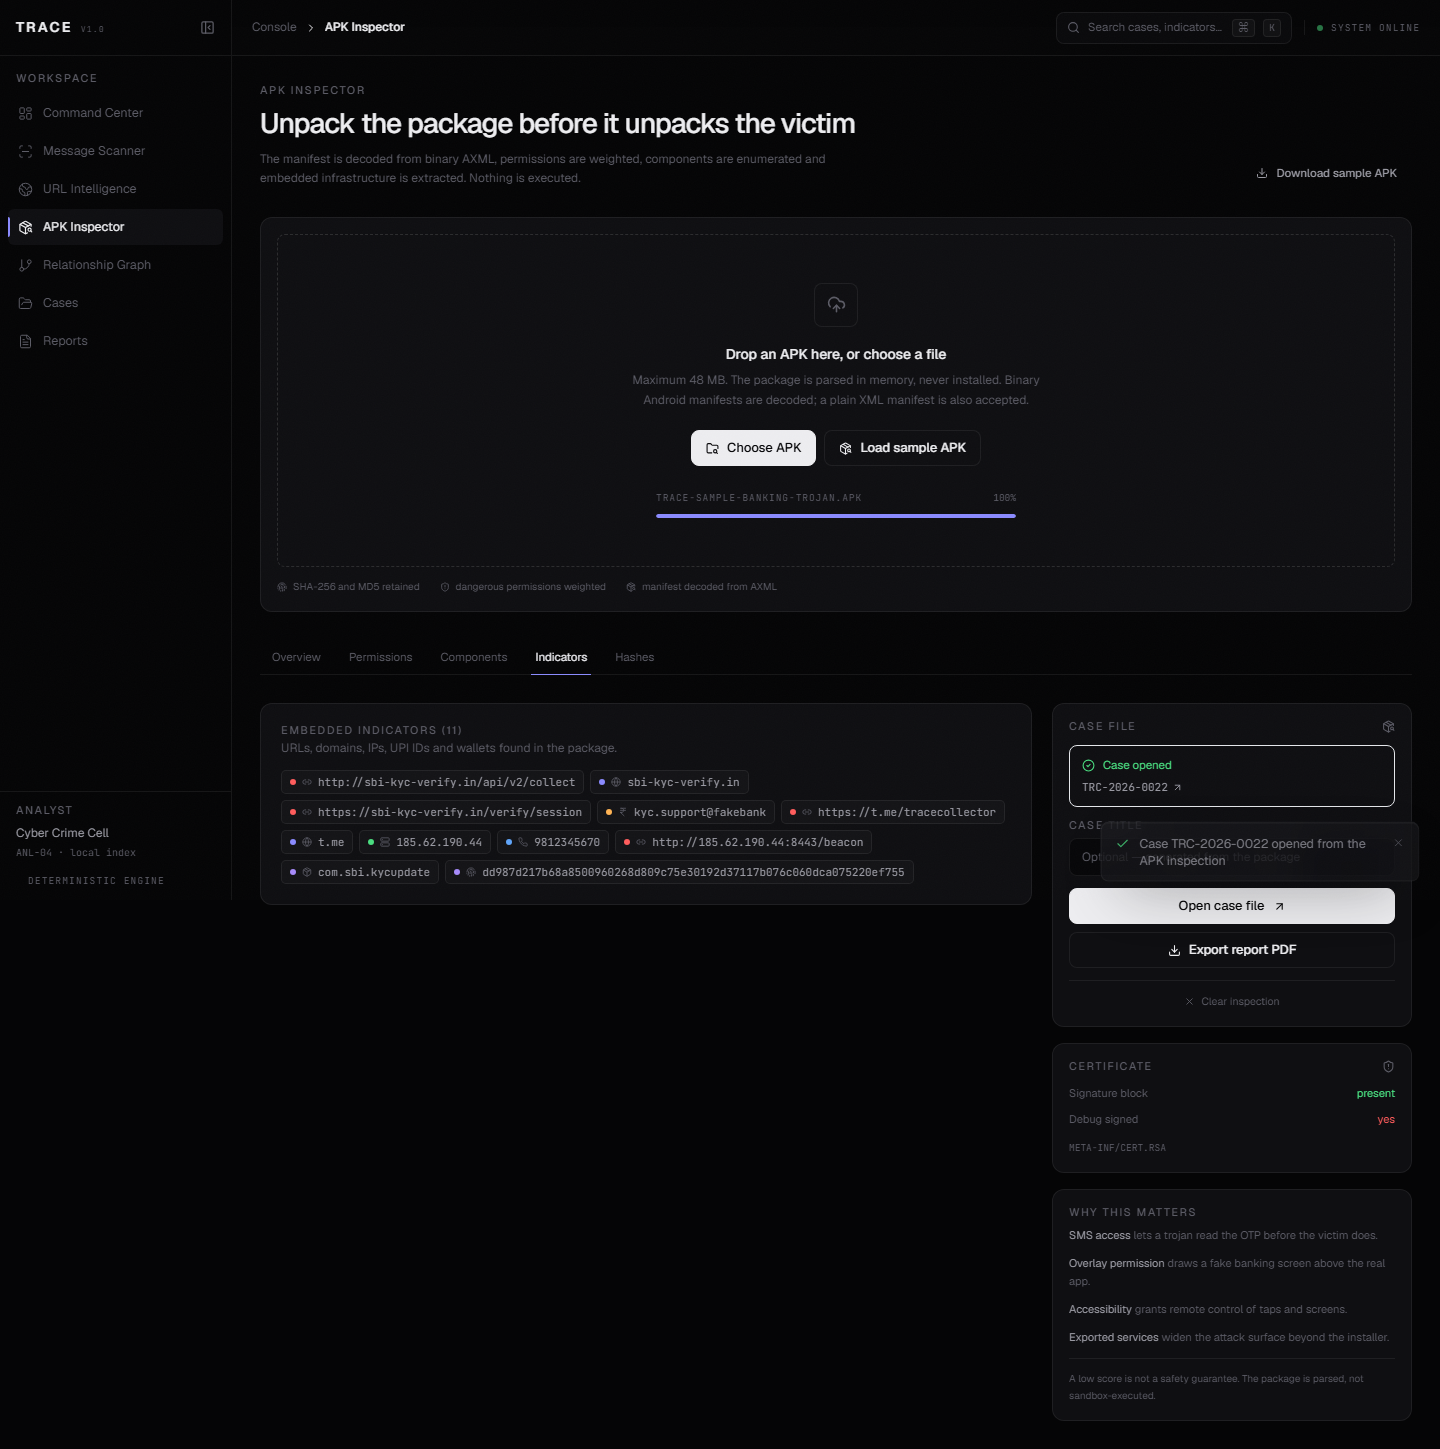 TRACE V1.0
Console > APK Inspector
Search cases, indicators... ⌘ K
SYSTEM ONLINE
WORKSPACE
Command Center
Message Scanner
URL Intelligence
APK Inspector
Relationship Graph
Cases
Reports
ANALYST
Cyber Crime Cell
ANL-04 · local index
DETERMINISTIC ENGINE
APK INSPECTOR
Unpack the package before it unpacks the victim
The manifest is decoded from binary AXML, permissions are weighted, components are enumerated and
embedded infrastructure is extracted. Nothing is executed.
Download sample APK
Drop an APK here, or choose a file
Maximum 48 MB. The package is parsed in memory, never installed. Binary
Android manifests are decoded; a plain XML manifest is also accepted.
Choose APK
Load sample APK
TRACE-SAMPLE-BANKING-TROJAN.APK 100%
SHA-256 and MD5 retained
dangerous permissions weighted
manifest decoded from AXML
Overview Permissions Components Indicators Hashes
EMBEDDED INDICATORS (11)
URLs, domains, IPs, UPI IDs and wallets found in the package.
http://sbi-kyc-verify.in/api/v2/collect
sbi-kyc-verify.in
https://sbi-kyc-verify.in/verify/session
₹ kyc.support@fakebank
https://t.me/tracecollector
t.me
185.62.190.44
9812345670
http://185.62.190.44:8443/beacon
com.sbi.kycupdate
dd987d217b68a8500960268d809c75e30192d37117b076c060dca075220ef755
CASE FILE
Case opened
TRC-2026-0022
CASE TITLE
Case TRC-2026-0022 opened from the
APK inspection
Open case file
Export report PDF
Clear inspection
CERTIFICATE
Signature block present
Debug signed yes
META-INF/CERT.RSA
WHY THIS MATTERS
SMS access lets a trojan read the OTP before the victim does.
Overlay permission draws a fake banking screen above the real
app.
Accessibility grants remote control of taps and screens.
Exported services widen the attack surface beyond the installer.
A low score is not a safety guarantee. The package is parsed, not
sandbox-executed.